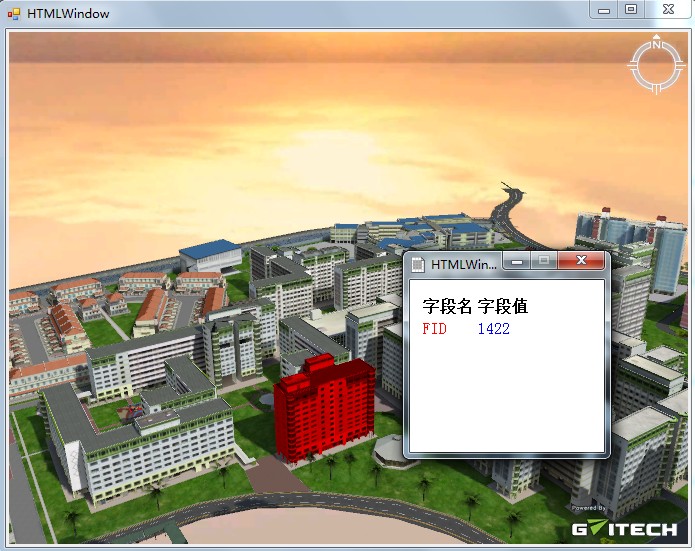 HTMLWindow
N
HTMLWin...
字段名 字段值
FID 1422
Powered By
GVITECH